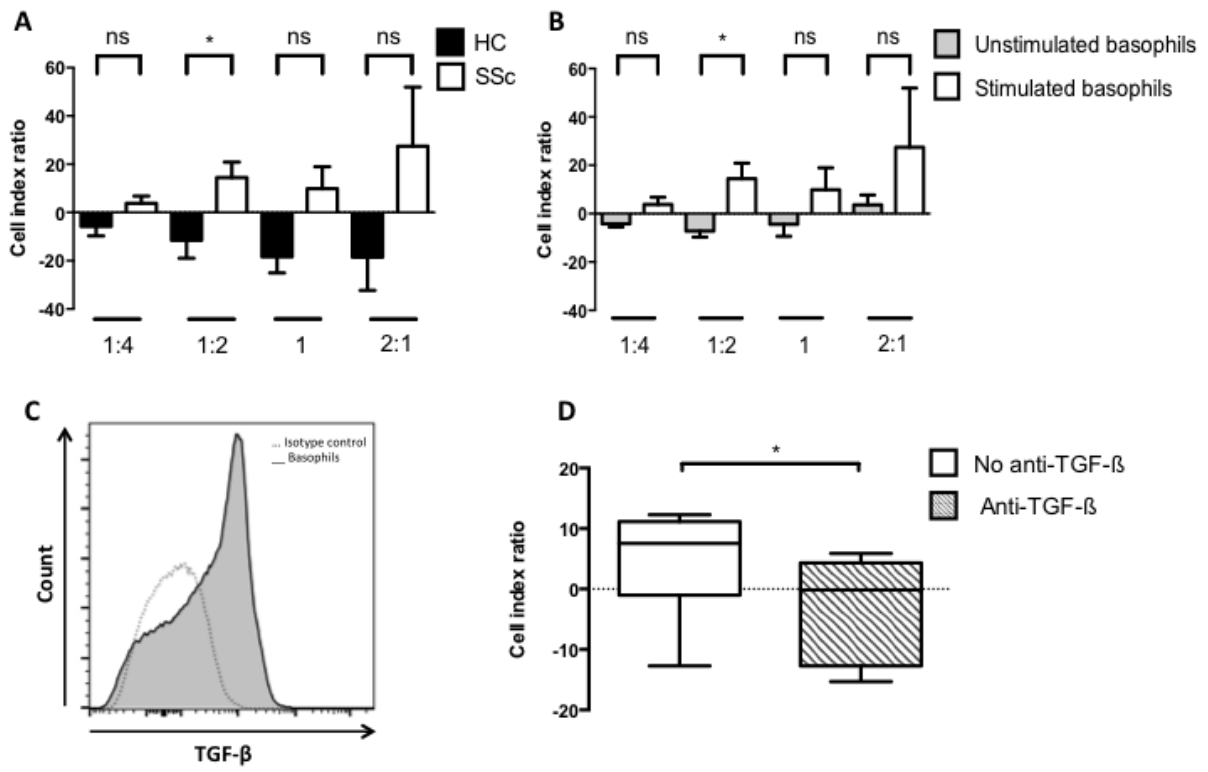 A
ns * ns ns
HC
SSc
Cell index ratio
60
40
20
0
-20
-40
1:4 1:2 1 2:1
B
ns * ns ns
Unstimulated basophils
Stimulated basophils
Cell index ratio
60
40
20
0
-20
-40
1:4 1:2 1 2:1
C
Isotype control
Basophils
Count
TGF-β
D
*
No anti-TGF-ß
Anti-TGF-ß
Cell index ratio
20
10
0
-10
-20